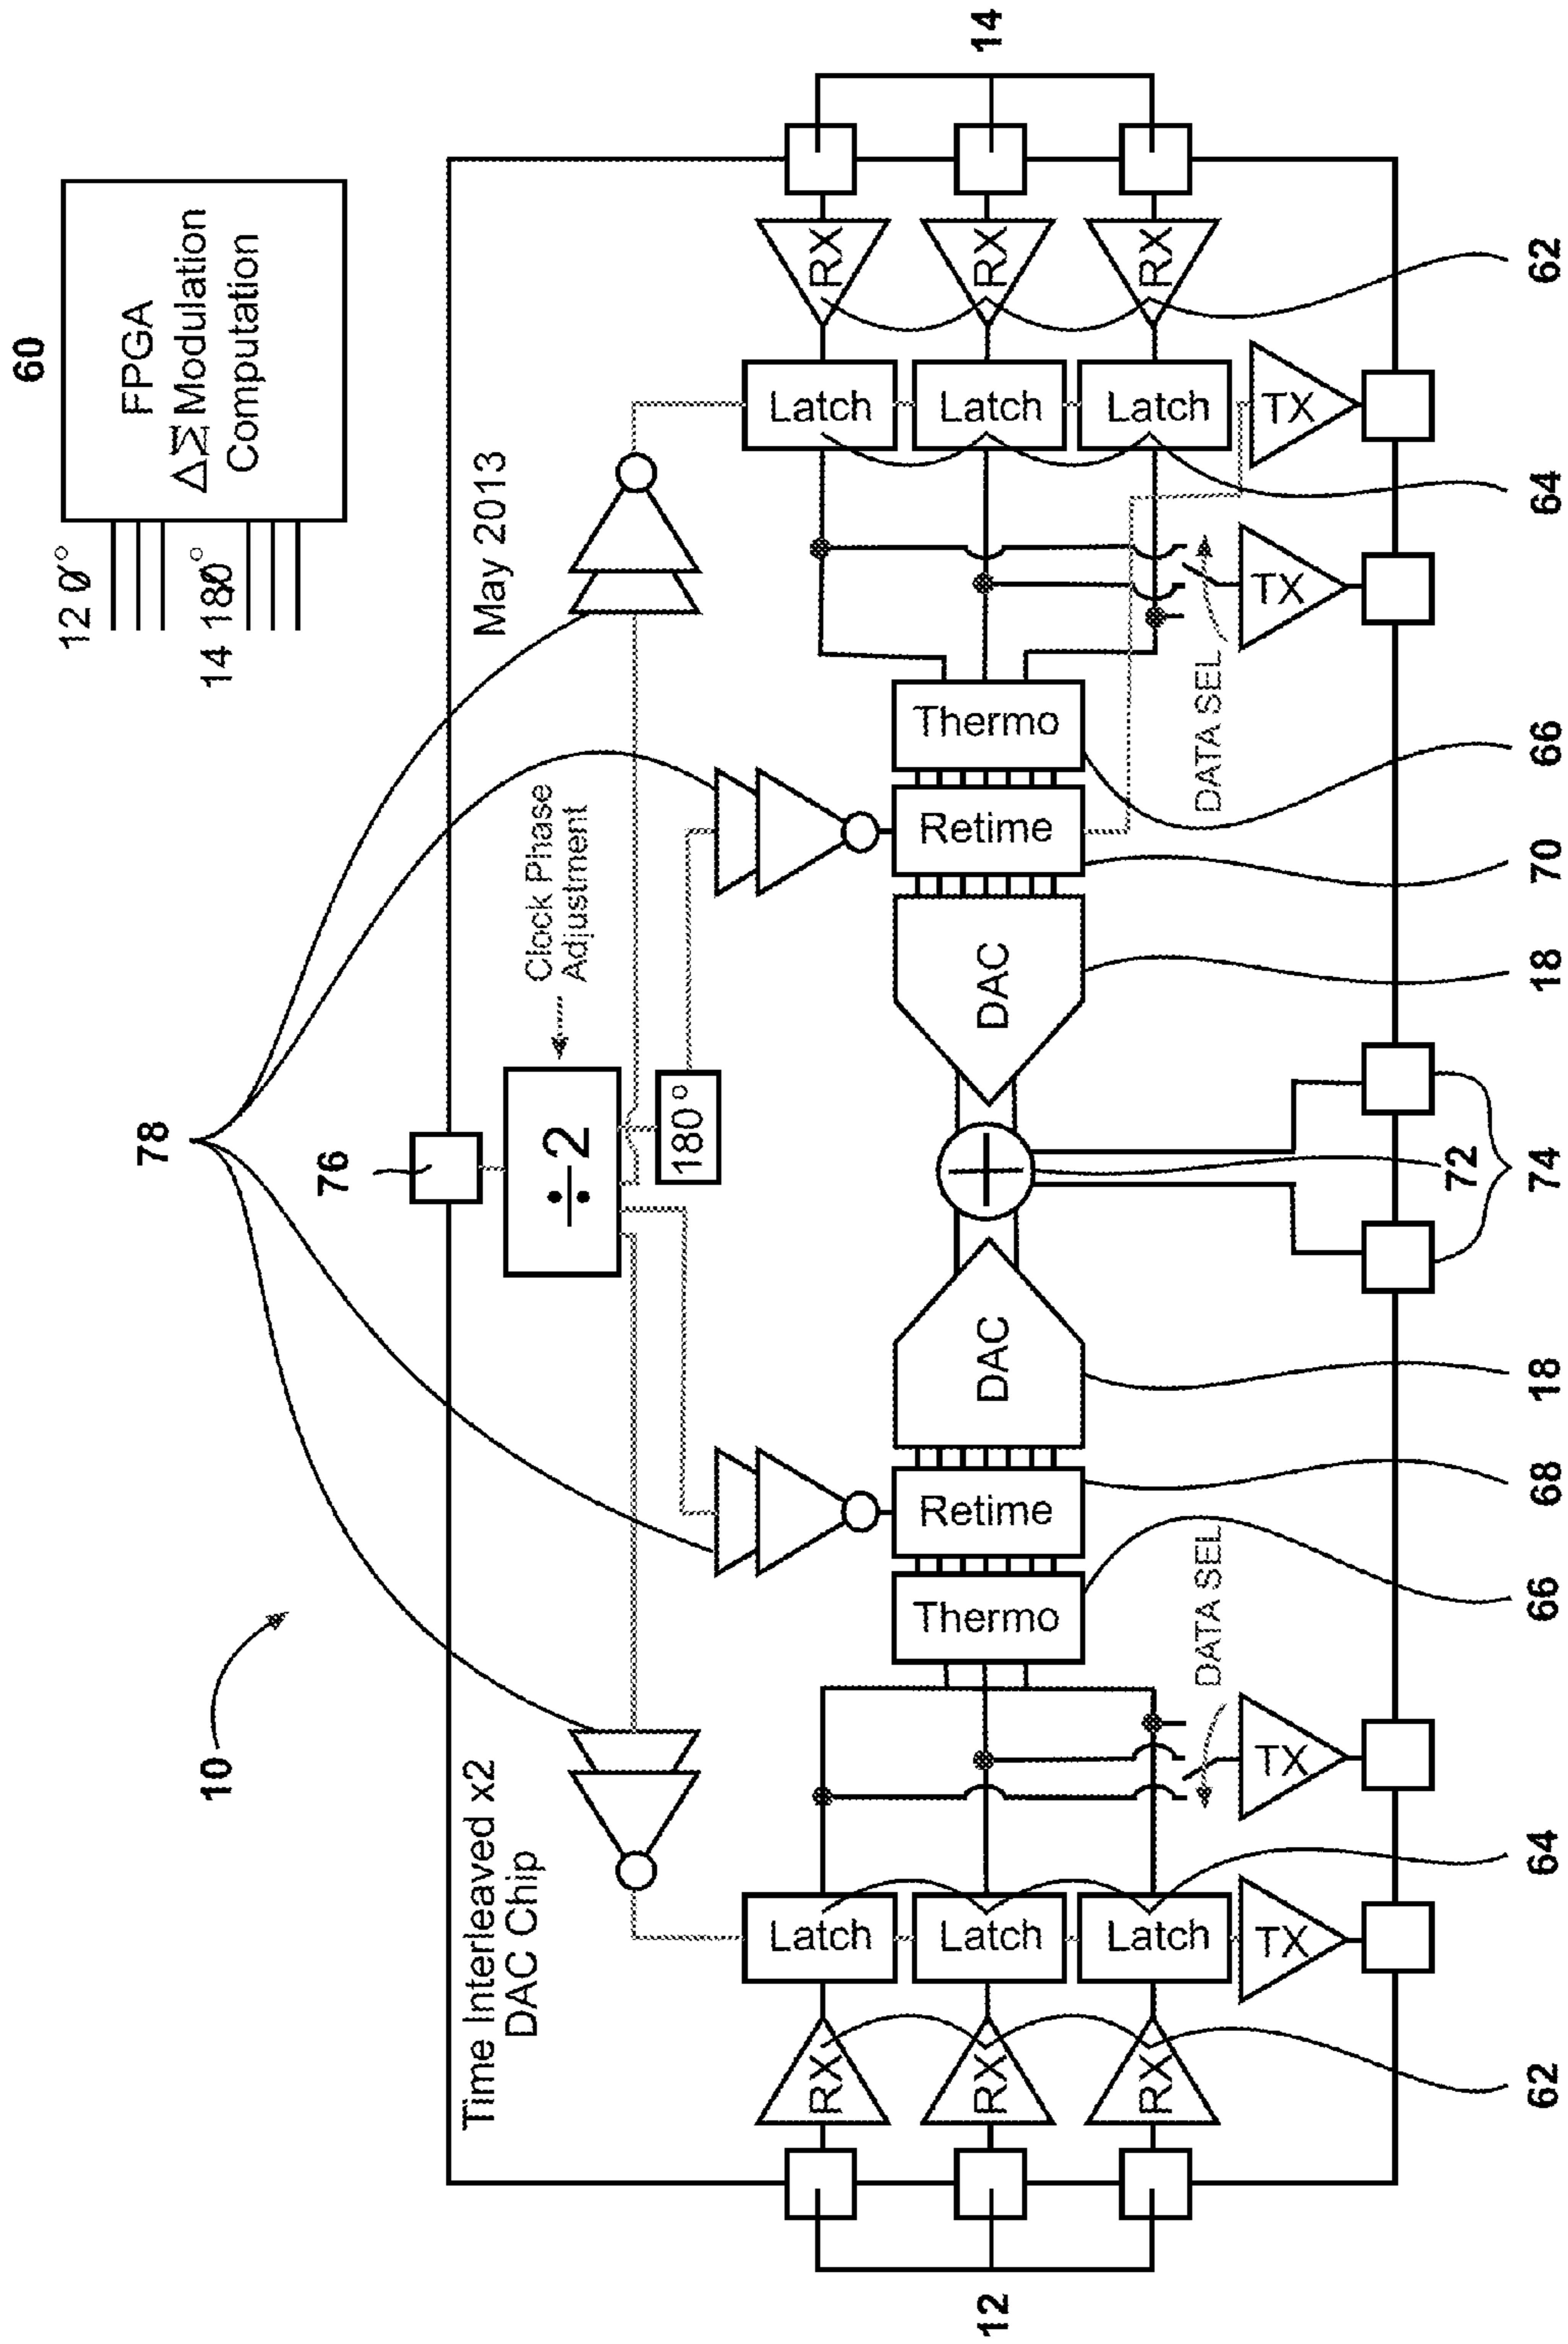 60
FPGA
ΔΣ Modulation
Computation
12 0°
14 180°
78
10
76
Time Interleaved x2
DAC Chip
May 2013
÷2
Clock Phase
Adjustment
180°
12
RX
RX
RX
Latch
Latch
Latch
TX
TX
DATA SEL
Thermo
Retime
DAC
DAC
Retime
Thermo
DATA SEL
TX
TX
Latch
Latch
Latch
RX
RX
RX
14
72
62
64
66
68
18
74
18
70
66
64
62